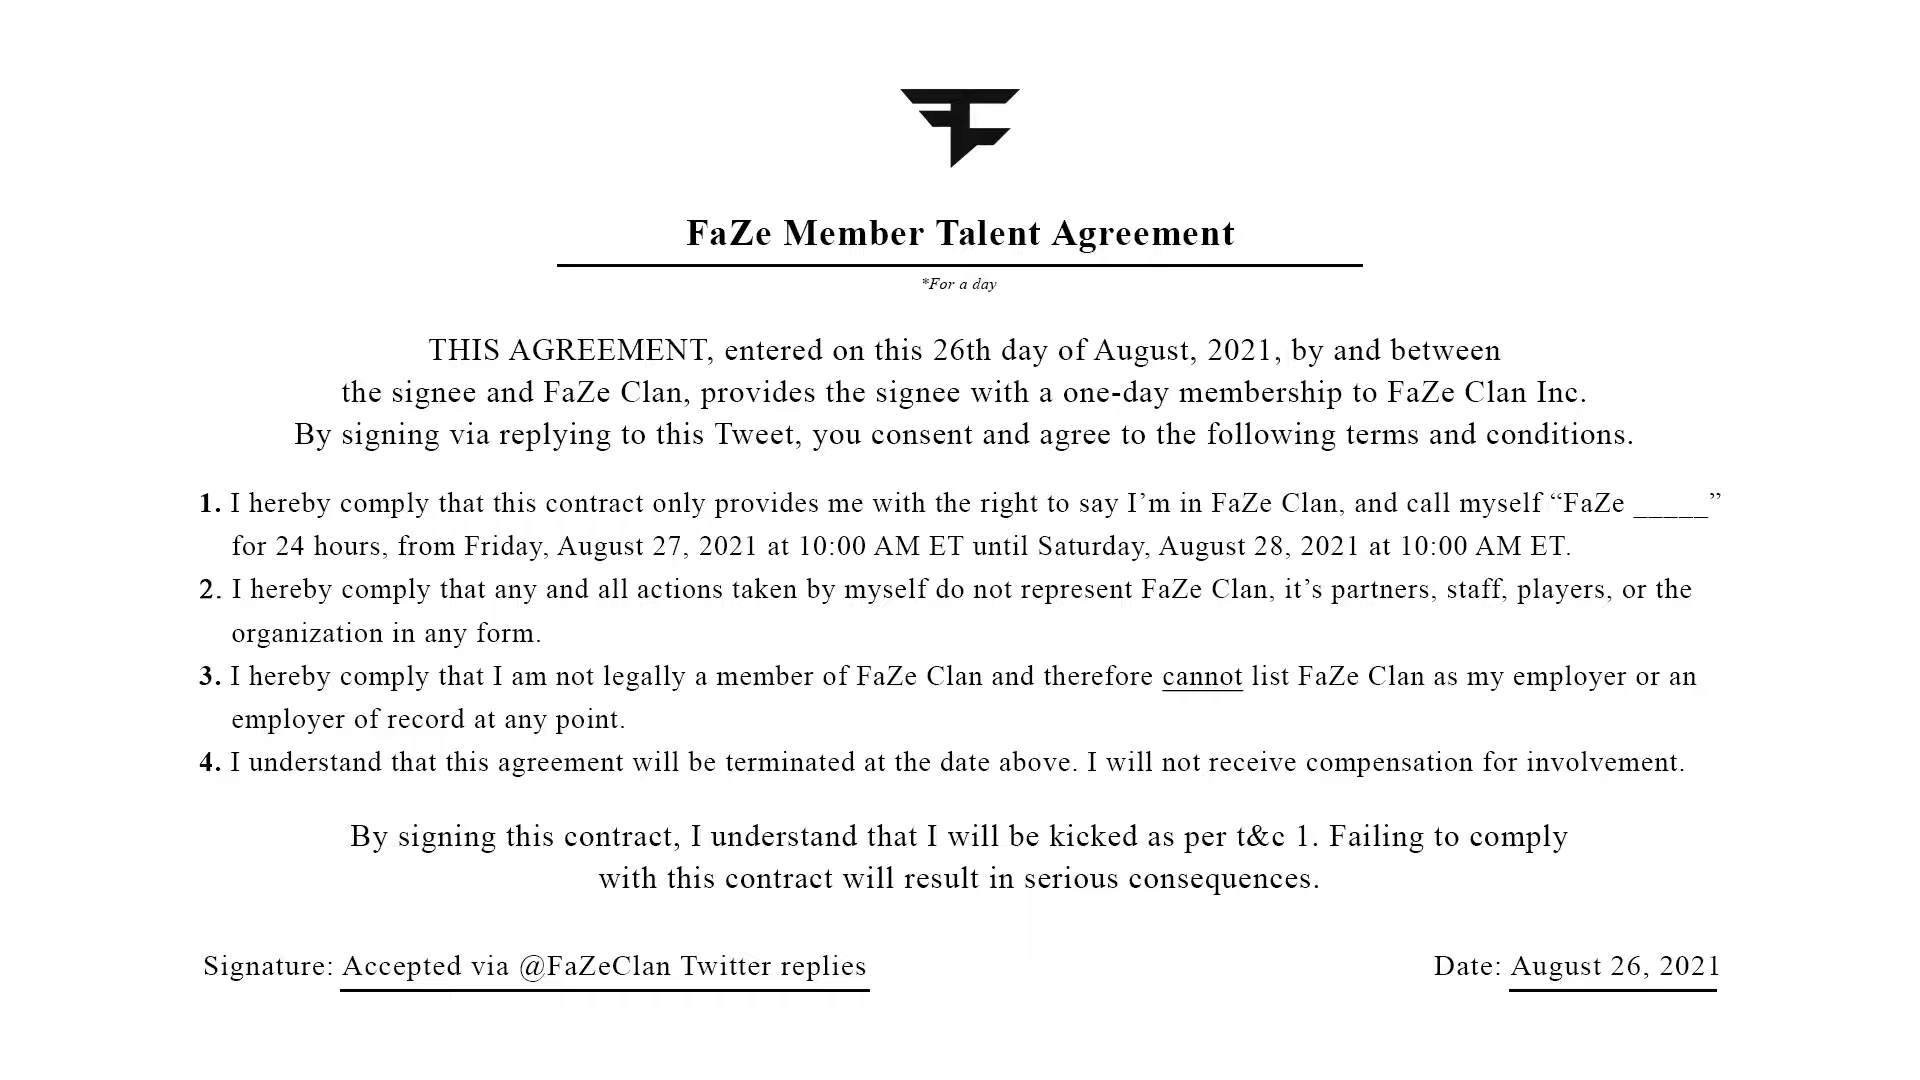 FaZe Member Talent Agreement
*For a day
THIS AGREEMENT, entered on this 26th day of August, 2021, by and between
the signee and FaZe Clan, provides the signee with a one-day membership to FaZe Clan Inc.
By signing via replying to this Tweet, you consent and agree to the following terms and conditions.
1. I hereby comply that this contract only provides me with the right to say I’m in FaZe Clan, and call myself “FaZe _____”
for 24 hours, from Friday, August 27, 2021 at 10:00 AM ET until Saturday, August 28, 2021 at 10:00 AM ET.
2. I hereby comply that any and all actions taken by myself do not represent FaZe Clan, it’s partners, staff, players, or the
organization in any form.
3. I hereby comply that I am not legally a member of FaZe Clan and therefore cannot list FaZe Clan as my employer or an
employer of record at any point.
4. I understand that this agreement will be terminated at the date above. I will not receive compensation for involvement.
By signing this contract, I understand that I will be kicked as per t&c 1. Failing to comply
with this contract will result in serious consequences.
Signature: Accepted via @FaZeClan Twitter replies
Date: August 26, 2021